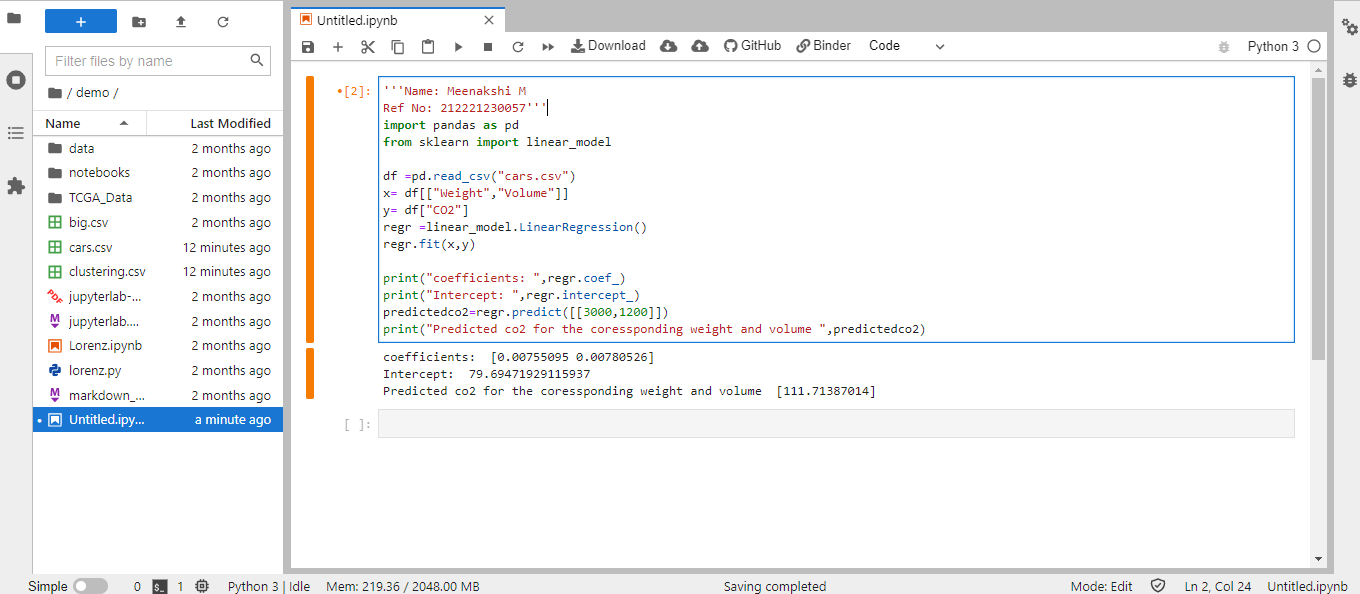 Untitled.ipynb
Filter files by name
/ demo /
Name Last Modified
data 2 months ago
notebooks 2 months ago
TCGA_Data 2 months ago
big.csv 2 months ago
cars.csv 12 minutes ago
clustering.csv 12 minutes ago
jupyterlab-... 2 months ago
jupyterlab.... 2 months ago
Lorenz.ipynb 2 months ago
lorenz.py 2 months ago
markdown_... 2 months ago
Untitled.ipy... a minute ago
Download GitHub Binder Code Python 3
[2]:
'''Name: Meenakshi M
Ref No: 212221230057'''
import pandas as pd
from sklearn import linear_model
df =pd.read_csv("cars.csv")
x= df[["Weight","Volume"]]
y= df["CO2"]
regr =linear_model.LinearRegression()
regr.fit(x,y)
print("coefficients: ",regr.coef_)
print("Intercept: ",regr.intercept_)
predictedco2=regr.predict([[3000,1200]])
print("Predicted co2 for the coressponding weight and volume ",predictedco2)
coefficients:  [0.00755095 0.00780526]
Intercept:  79.69471929115937
Predicted co2 for the coressponding weight and volume  [111.71387014]
[ ]:
Simple 0 $_ 1 Python 3 | Idle Mem: 219.36 / 2048.00 MB Saving completed Mode: Edit Ln 2, Col 24 Untitled.ipynb